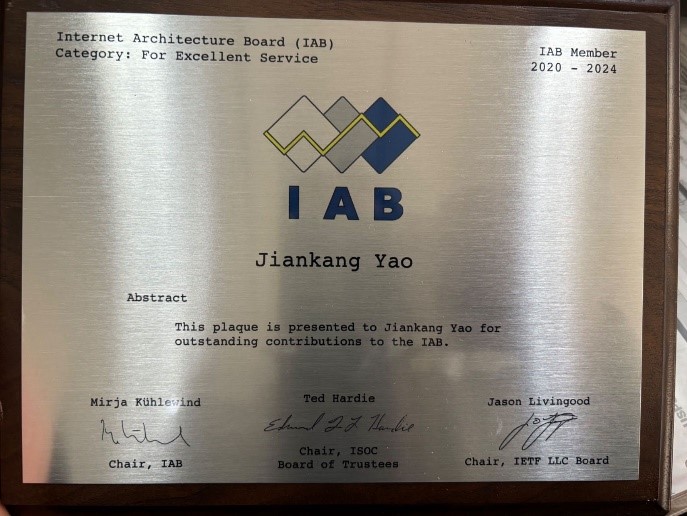 Internet Architecture Board (IAB)
Category: For Excellent Service
IAB Member
2020 - 2024
IAB
Jiankang Yao
Abstract
This plaque is presented to Jiankang Yao for
outstanding contributions to the IAB.
Mirja Kühlewind
Chair, IAB
Ted Hardie
Edward T L Hardie
Chair, ISOC
Board of Trustees
Jason Livingood
Chair, IETF LLC Board